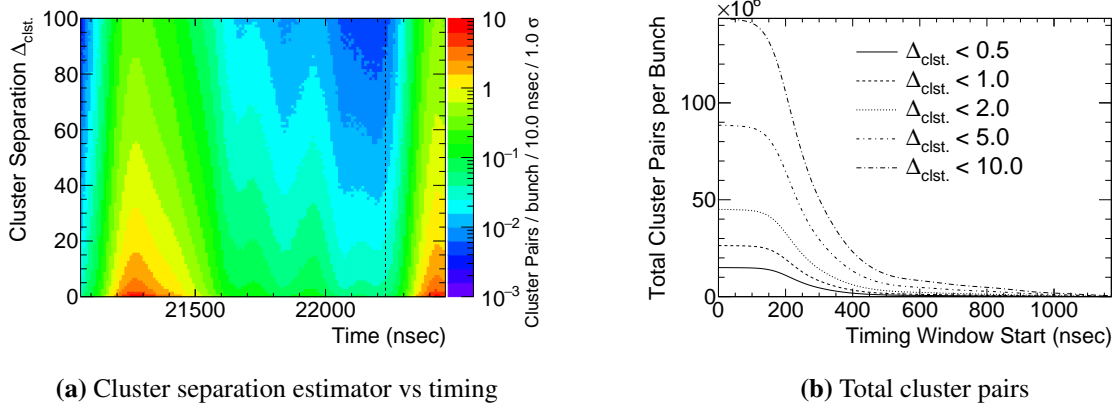 Cluster Separation Δclst.
100
80
60
40
20
0
21500
22000
Time (nsec)
10
1
10⁻¹
10⁻²
10⁻³
Cluster Pairs / bunch / 10.0 nsec / 1.0 σ
(a) Cluster separation estimator vs timing
Total Cluster Pairs per Bunch
100
50
0
0
200
400
600
800
1000
Timing Window Start (nsec)
Δclst. < 0.5
Δclst. < 1.0
Δclst. < 2.0
Δclst. < 5.0
Δclst. < 10.0
(b) Total cluster pairs